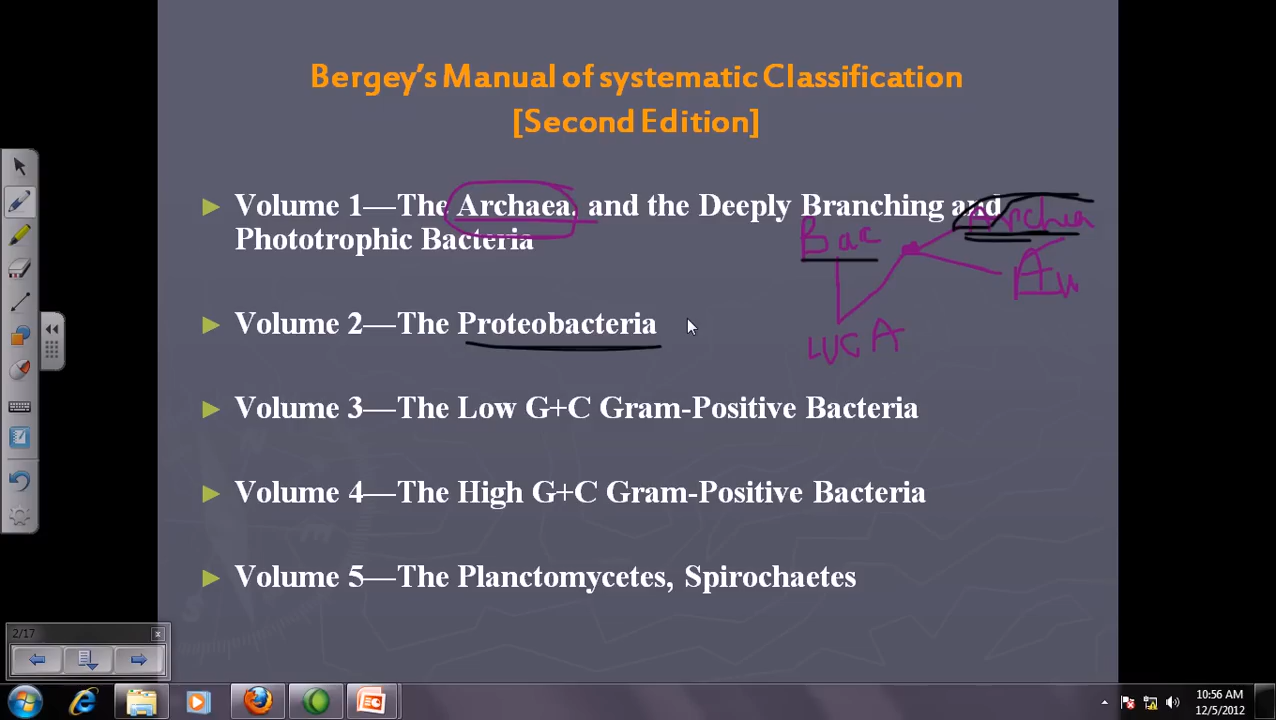 Bergey's Manual of systematic Classification
[Second Edition]
Volume 1—The Archaea, and the Deeply Branching and
Phototrophic Bacteria
Archia
Bac
Volume 2—The Proteobacteria
LUCA
Volume 3—The Low G+C Gram-Positive Bacteria
Volume 4—The High G+C Gram-Positive Bacteria
Volume 5—The Planctomycetes, Spirochaetes
2/17
x
10:56 AM
12/5/2012